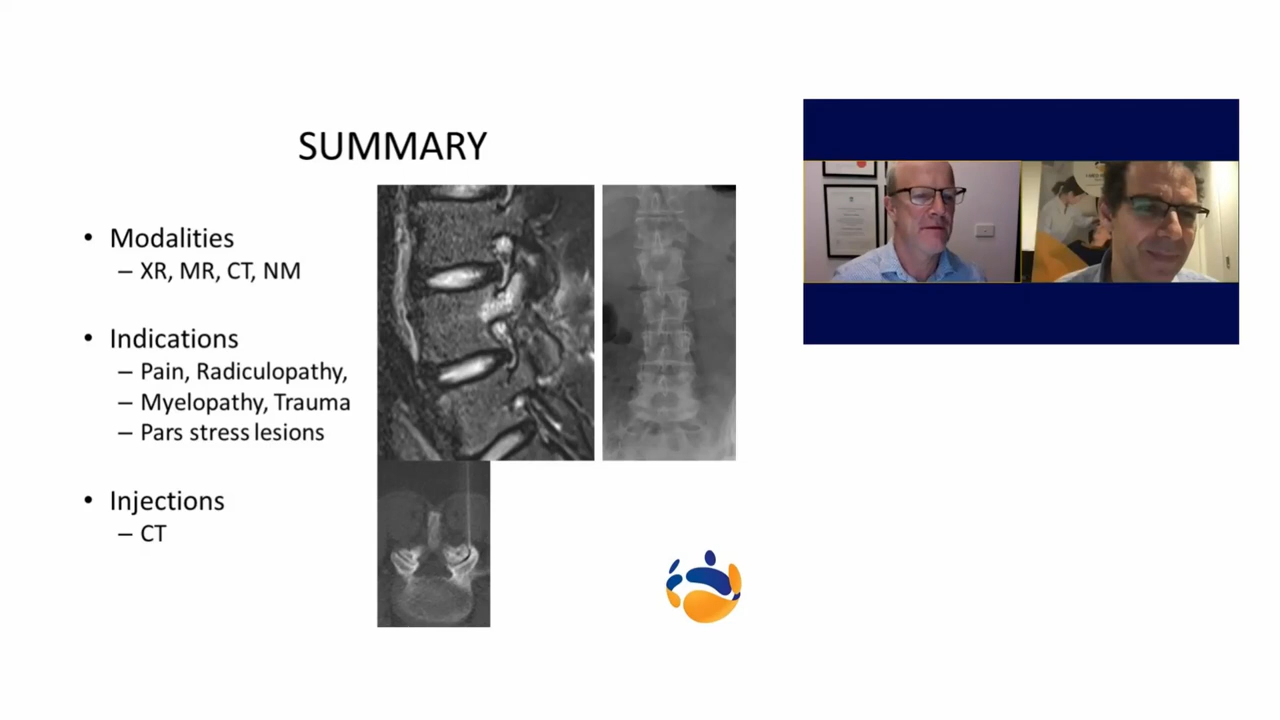 SUMMARY
• Modalities
– XR, MR, CT, NM
• Indications
– Pain, Radiculopathy,
– Myelopathy, Trauma
– Pars stress lesions
• Injections
– CT